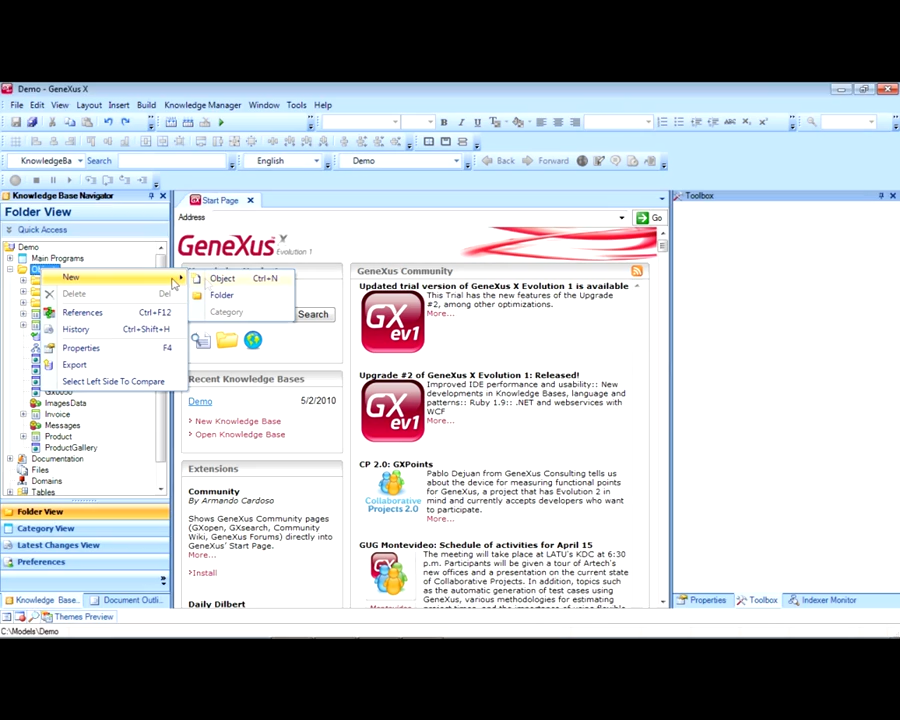 Demo - GeneXus X
File Edit View Layout Insert Build Knowledge Manager Window Tools Help
KnowledgeBa Search English Demo Back Forward
Knowledge Base Navigator
Start Page
Toolbox
Folder View
Address
Go
Quick Access
GeneXus X
Evolution 1
Demo
Main Programs
New
Delete Del
References Ctrl+F12
History Ctrl+Shift+H
Properties F4
Export
Select Left Side To Compare
Object Ctrl+N
Folder
Category
Search
ImagesData
Invoice
Messages
Product
ProductGallery
Documentation
Files
Domains
Tables
Folder View
Category View
Latest Changes View
Preferences
Knowledge Base..
Document Outli..
Recent Knowledge Bases
Demo 5/2/2010
New Knowledge Base
Open Knowledge Base
Extensions
Community
By Armando Cardoso
Shows GeneXus Community pages
(GXopen, GXsearch, Community
Wiki, GeneXus Forums) directly into
GeneXus' Start Page.
More...
Install
Daily Dilbert
GeneXus Community
Updated trial version of GeneXus X Evolution 1 is available
This Trial has the new features of the Upgrade
#2, among other optimizations.
More...
GX
ev1
Upgrade #2 of GeneXus X Evolution 1: Released!
Improved IDE performance and usability:: New
developments in Knowledge Bases, language and
patterns:: Ruby 1.9:: .NET and webservices with
WCF
More...
GX
ev1
CP 2.0: GXPoints
Pablo Dejuan from GeneXus Consulting tells us
about the device for measuring functional points
for GeneXus, a project that has Evolution 2 in
mind and currently accepts developers who want
to participate.
More...
Collaborative
Projects 2.0
GUG Montevideo: Schedule of activities for April 15
The meeting will take place at LATU's KDC at 6:30
p.m. Participants will be given a tour of Artech's
new offices and a presentation on the current state
of Collaborative Projects. In addition, topics such
as the automatic generation of test cases using
GeneXus, various methodologies for estimating
Properties Toolbox Indexer Monitor
Themes Preview
C:\Models\Demo